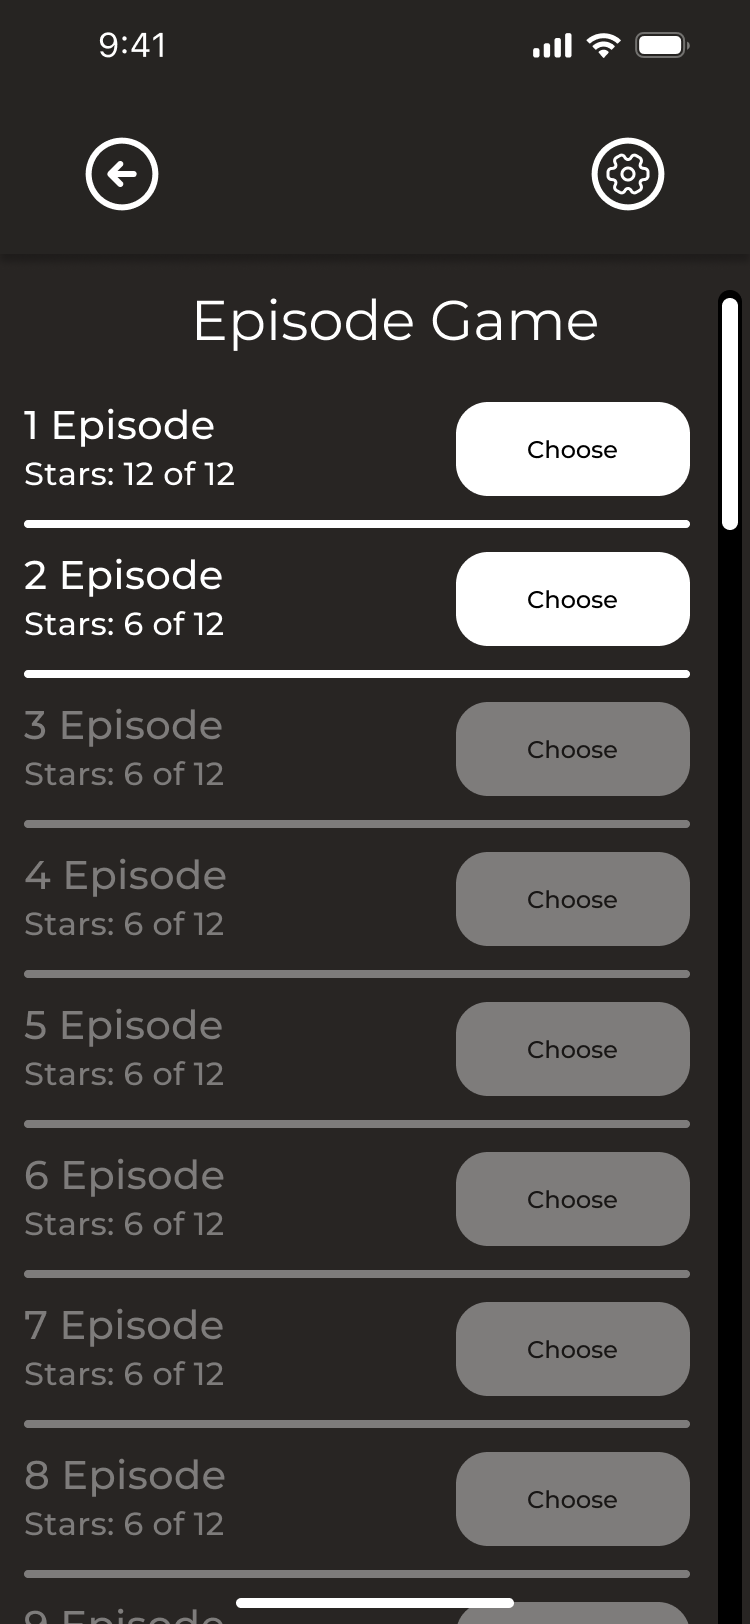 9:41
Episode Game
1 Episode
Stars: 12 of 12
Choose
2 Episode
Stars: 6 of 12
Choose
3 Episode
Stars: 6 of 12
Choose
4 Episode
Stars: 6 of 12
Choose
5 Episode
Stars: 6 of 12
Choose
6 Episode
Stars: 6 of 12
Choose
7 Episode
Stars: 6 of 12
Choose
8 Episode
Stars: 6 of 12
Choose
9 Episode